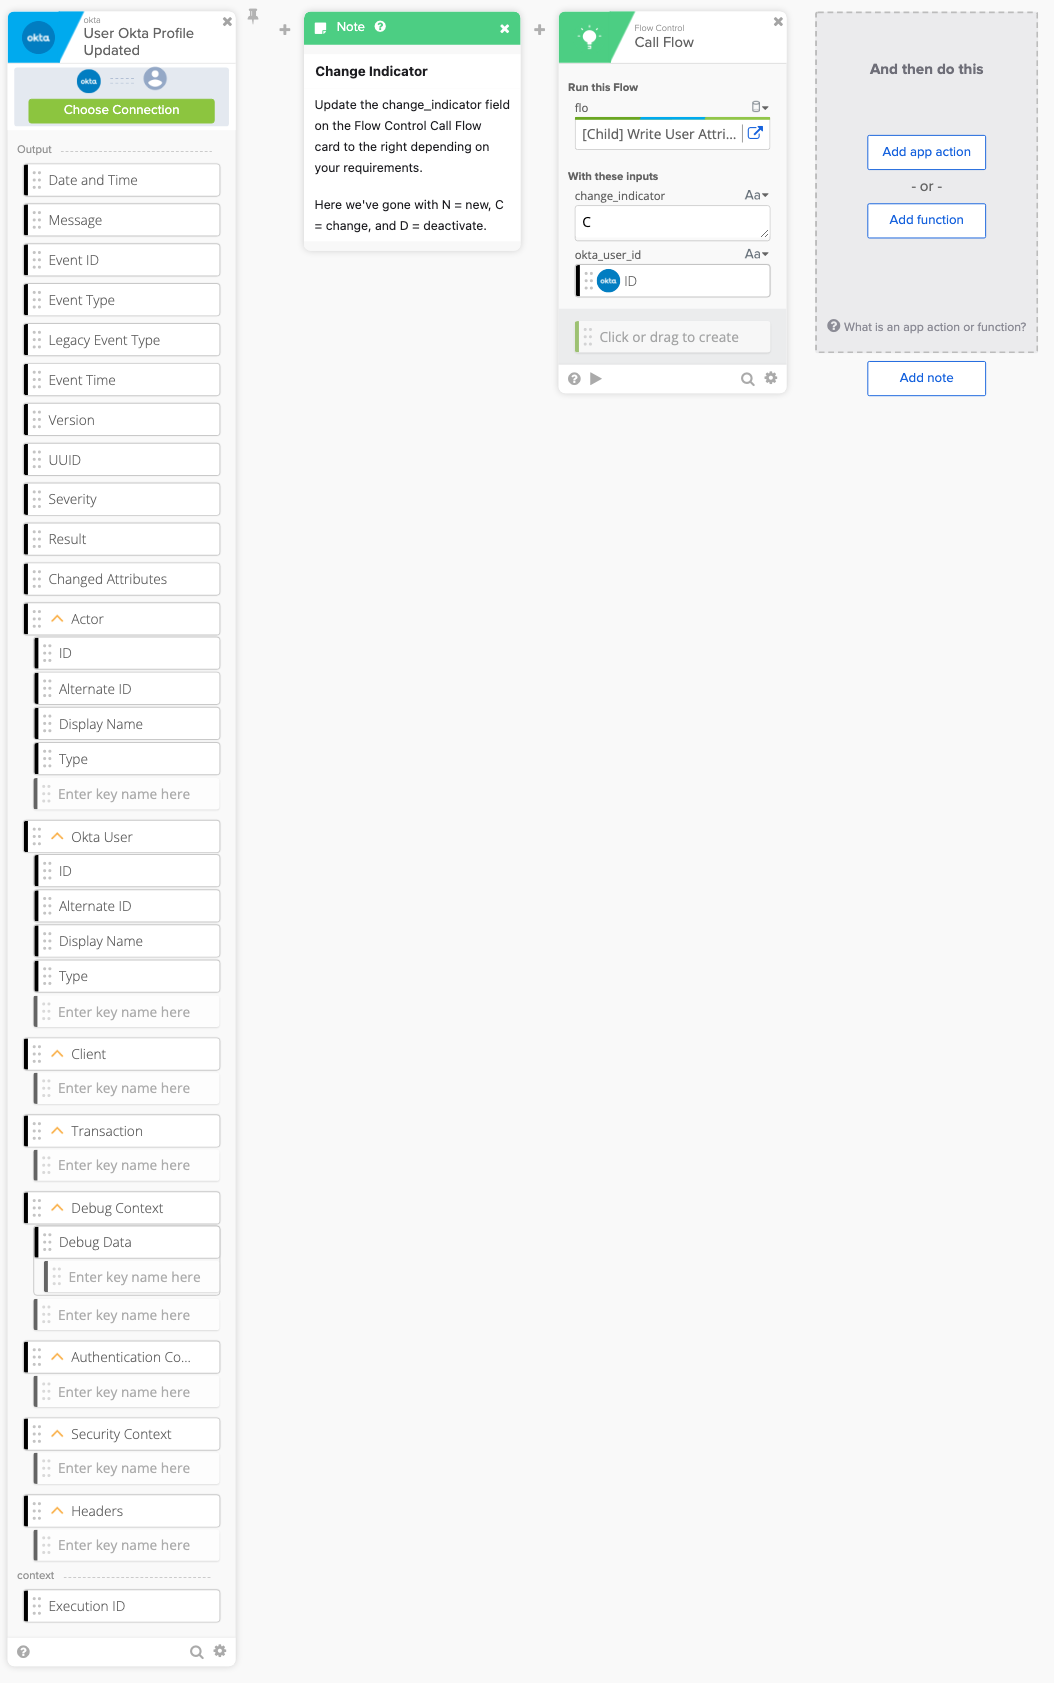 okta
okta
User Okta Profile
Updated
okta
Choose Connection
Output
Date and Time
Message
Event ID
Event Type
Legacy Event Type
Event Time
Version
UUID
Severity
Result
Changed Attributes
Actor
ID
Alternate ID
Display Name
Type
Enter key name here
Okta User
ID
Alternate ID
Display Name
Type
Enter key name here
Client
Enter key name here
Transaction
Enter key name here
Debug Context
Debug Data
Enter key name here
Enter key name here
Authentication Co...
Enter key name here
Security Context
Enter key name here
Headers
Enter key name here
context
Execution ID
Note
Change Indicator
Update the change_indicator field
on the Flow Control Call Flow
card to the right depending on
your requirements.
Here we've gone with N = new, C
= change, and D = deactivate.
Flow Control
Call Flow
Run this Flow
flo
[Child] Write User Attri...
With these inputs
change_indicator
Aa
C
okta_user_id
Aa
okta
ID
Click or drag to create
And then do this
Add app action
- or -
Add function
What is an app action or function?
Add note